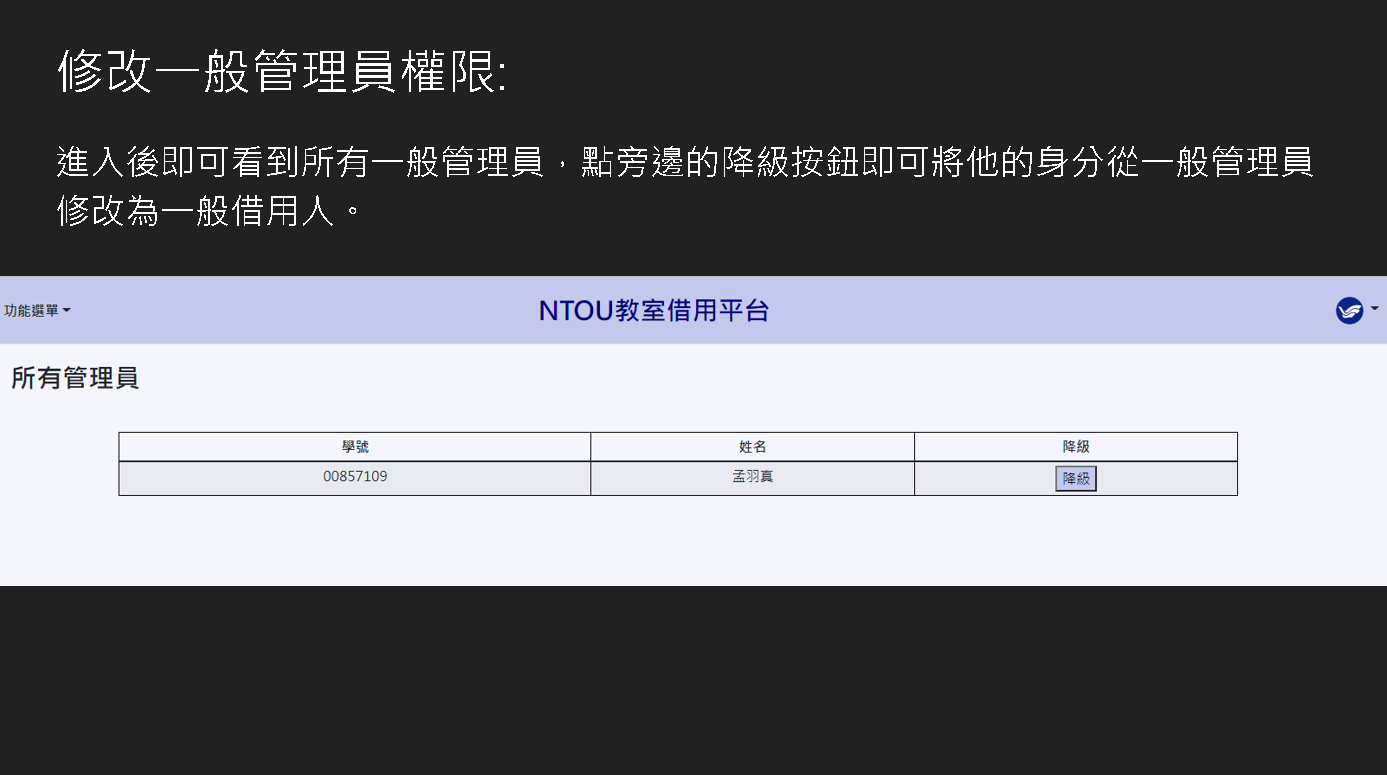 修改一般管理員權限:
進入後即可看到所有一般管理員，點旁邊的降級按鈕即可將他的身分從一般管理員
修改為一般借用人。
功能選單
NTOU教室借用平台
所有管理員
學號 姓名 降級
00857109 孟羽真 降級